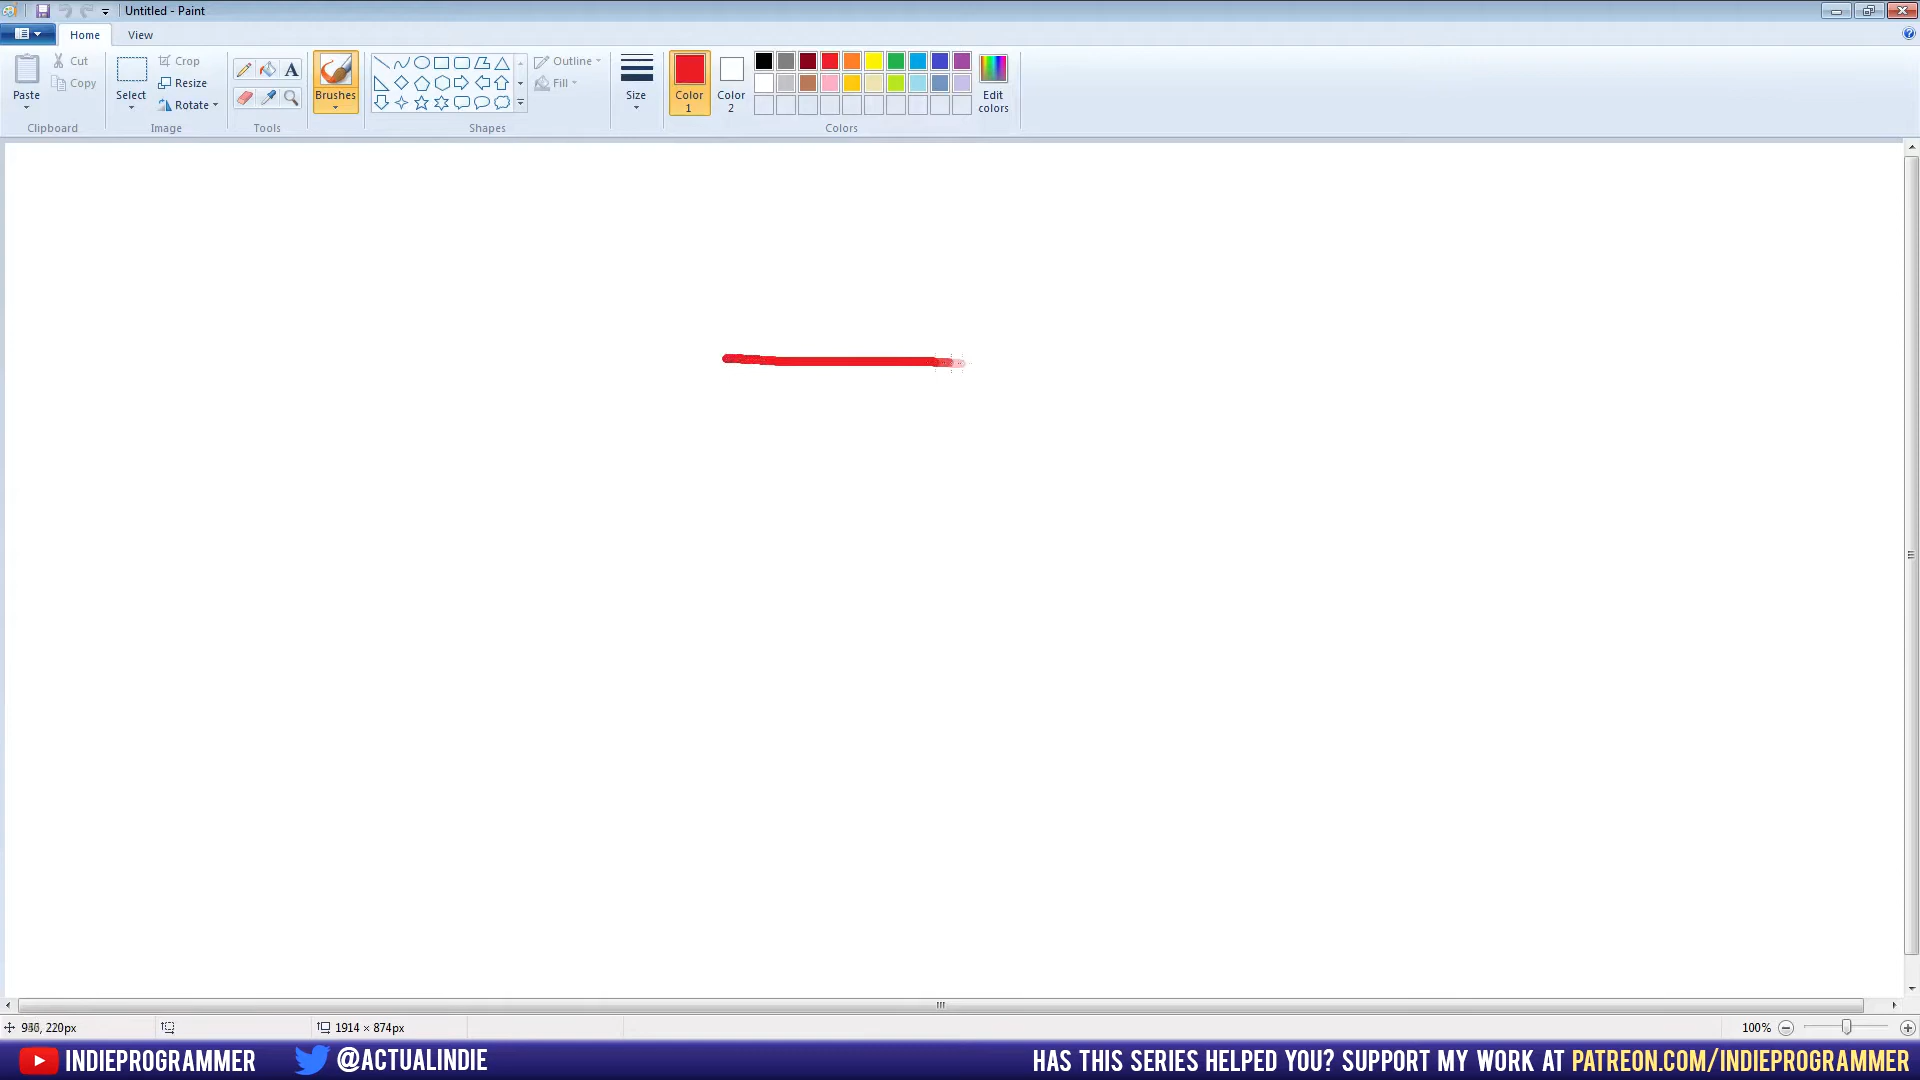 Untitled - Paint
Home View
Paste
Cut
Copy
Clipboard
Select
Crop
Resize
Rotate
Image
A
Tools
Brushes
Shapes
Outline
Fill
Size
Color 1
Color 2
Edit colors
Colors
220px
1914 × 874px
100%
INDIEPROGRAMMER @ACTUALINDIE HAS THIS SERIES HELPED YOU? SUPPORT MY WORK AT PATREON.COM/INDIEPROGRAMMER